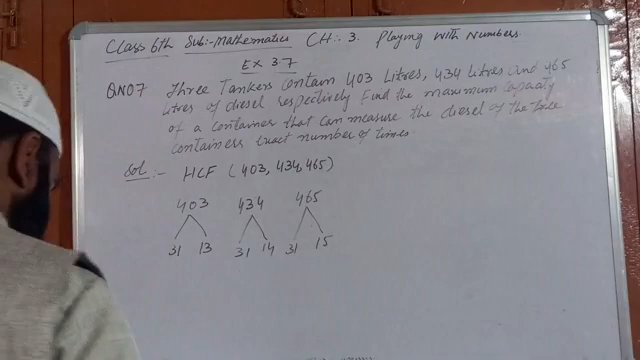 Class 6th Sub:- Mathematics CH: 3. Playing with Numbers.
EX 3.7
QNO7 Three Tankers contain 403 Litres, 434 Litres and 465
litres of diesel respectively Find the maximum capacity
of a container that can measure the diesel of the three
containers exact number of times
Sol:- HCF (403, 434, 465)
403 434 465
31 13 31 14 31 15